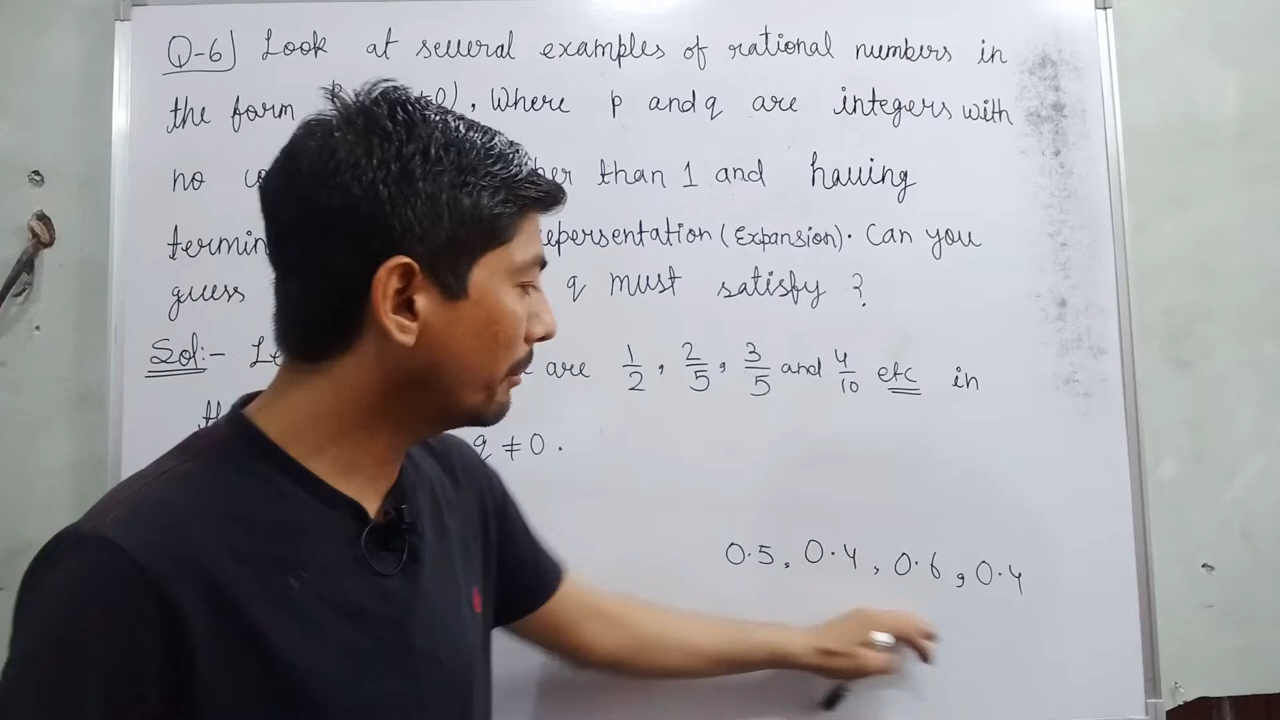 Q-6] Look at several examples of rational numbers in
the form , Where p and q are integers with
no than 1 and having
repersentation (Expansion). Can you
guess q must satisfy ?
Sol:- are 1/2, 2/5, 3/5 and 4/10 etc in
q ≠ 0.
0.5, 0.4, 0.6, 0.4